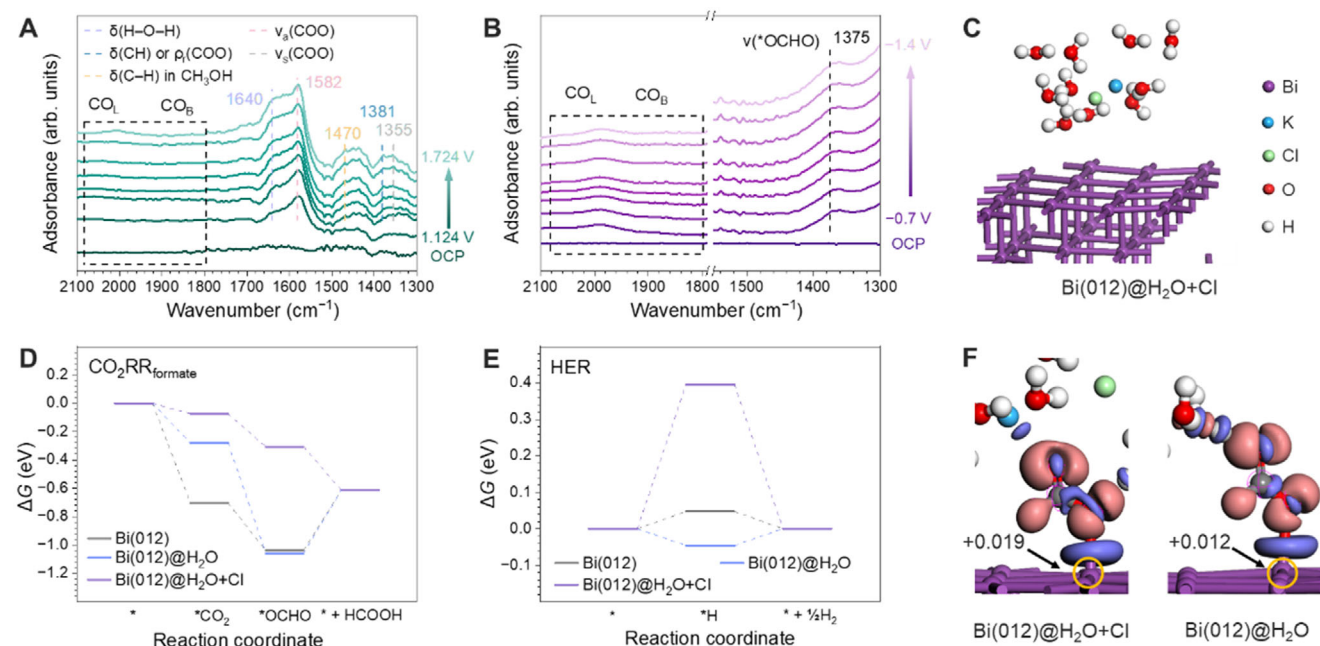 A
δ(H–O–H)
νₐ(COO)
δ(CH) or ρᵣ(COO)
νₛ(COO)
δ(C–H) in CH₃OH
1582
1640
CO_L
CO_B
1381
1470
1355
1.724 V
1.124 V
OCP
Adsorbance (arb. units)
2100 2000 1900 1800 1700 1600 1500 1400 1300
Wavenumber (cm⁻¹)
B
ν(*OCHO)
1375
−1.4 V
CO_L
CO_B
−0.7 V
OCP
Adsorbance (arb. units)
2100 2000 1900 1800 1500 1400 1300
Wavenumber (cm⁻¹)
C
Bi
K
Cl
O
H
Bi(012)@H₂O+Cl
D
CO₂RR_formate
0.2
0.0
−0.2
−0.4
−0.6
−0.8
−1.0
−1.2
ΔG (eV)
Bi(012)
Bi(012)@H₂O
Bi(012)@H₂O+Cl
* *CO₂ *OCHO * + HCOOH
Reaction coordinate
E
HER
0.4
0.3
0.2
0.1
0.0
−0.1
ΔG (eV)
Bi(012)
Bi(012)@H₂O
Bi(012)@H₂O+Cl
* *H * + ½H₂
Reaction coordinate
F
+0.019
+0.012
Bi(012)@H₂O+Cl
Bi(012)@H₂O